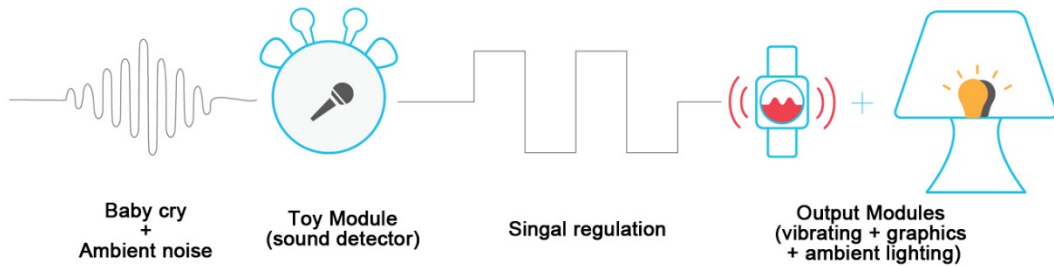 Baby cry
+
Ambient noise
Toy Module
(sound detector)
Singal regulation
+
Output Modules
(vibrating + graphics
+ ambient lighting)